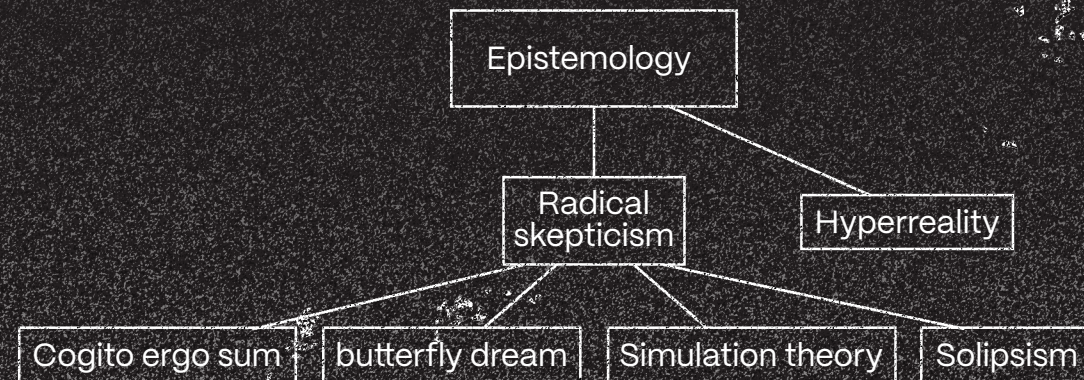 Epistemology
Radical
skepticism
Hyperreality
Cogito ergo sum
butterfly dream
Simulation theory
Solipsism